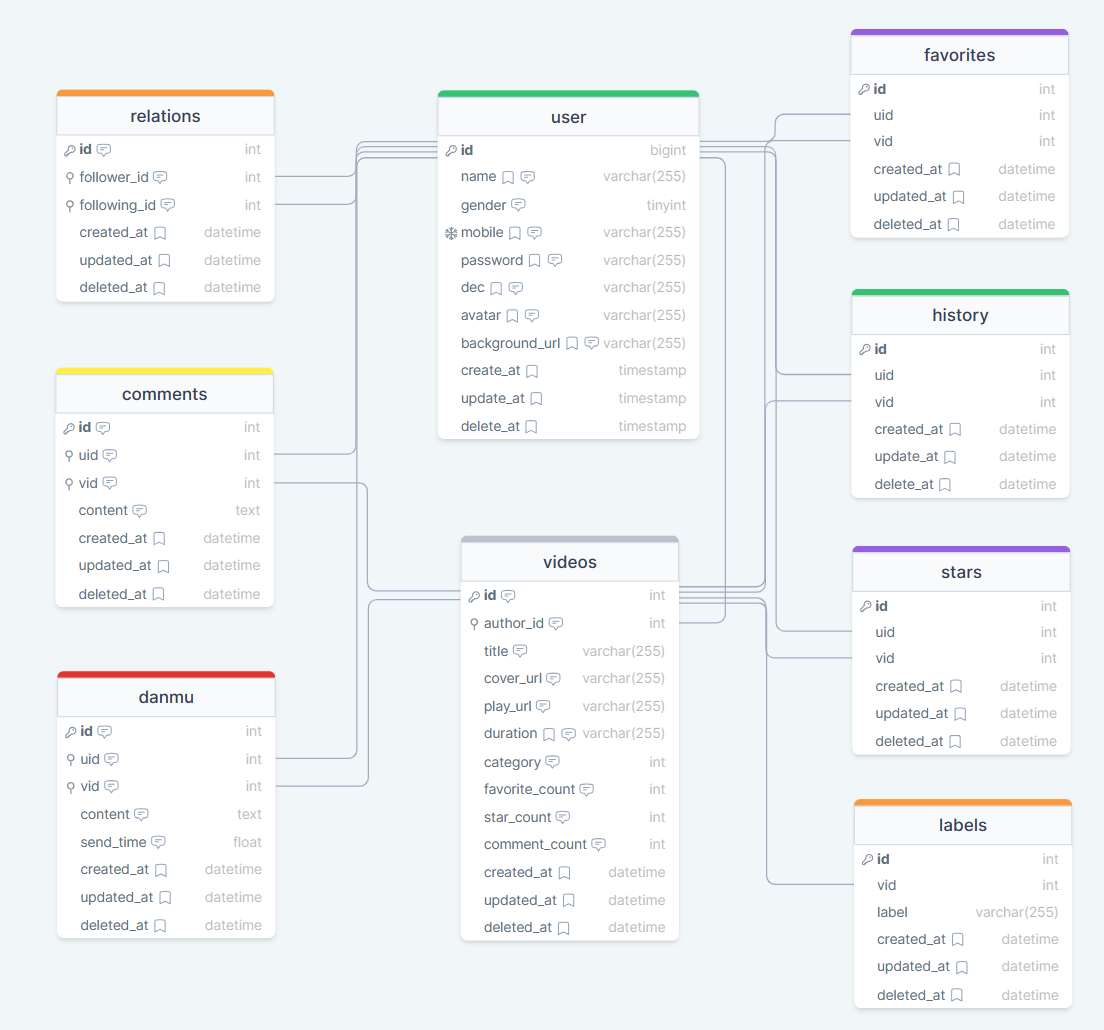 relations
id int
follower_id int
following_id int
created_at datetime
updated_at datetime
deleted_at datetime
comments
id int
uid int
vid int
content text
created_at datetime
updated_at datetime
deleted_at datetime
danmu
id int
uid int
vid int
content text
send_time float
created_at datetime
updated_at datetime
deleted_at datetime
user
id bigint
name varchar(255)
gender tinyint
mobile varchar(255)
password varchar(255)
dec varchar(255)
avatar varchar(255)
background_url varchar(255)
create_at timestamp
update_at timestamp
delete_at timestamp
videos
id int
author_id int
title varchar(255)
cover_url varchar(255)
play_url varchar(255)
duration varchar(255)
category int
favorite_count int
star_count int
comment_count int
created_at datetime
updated_at datetime
deleted_at datetime
favorites
id int
uid int
vid int
created_at datetime
updated_at datetime
deleted_at datetime
history
id int
uid int
vid int
created_at datetime
update_at datetime
delete_at datetime
stars
id int
uid int
vid int
created_at datetime
updated_at datetime
deleted_at datetime
labels
id int
vid int
label varchar(255)
created_at datetime
updated_at datetime
deleted_at datetime